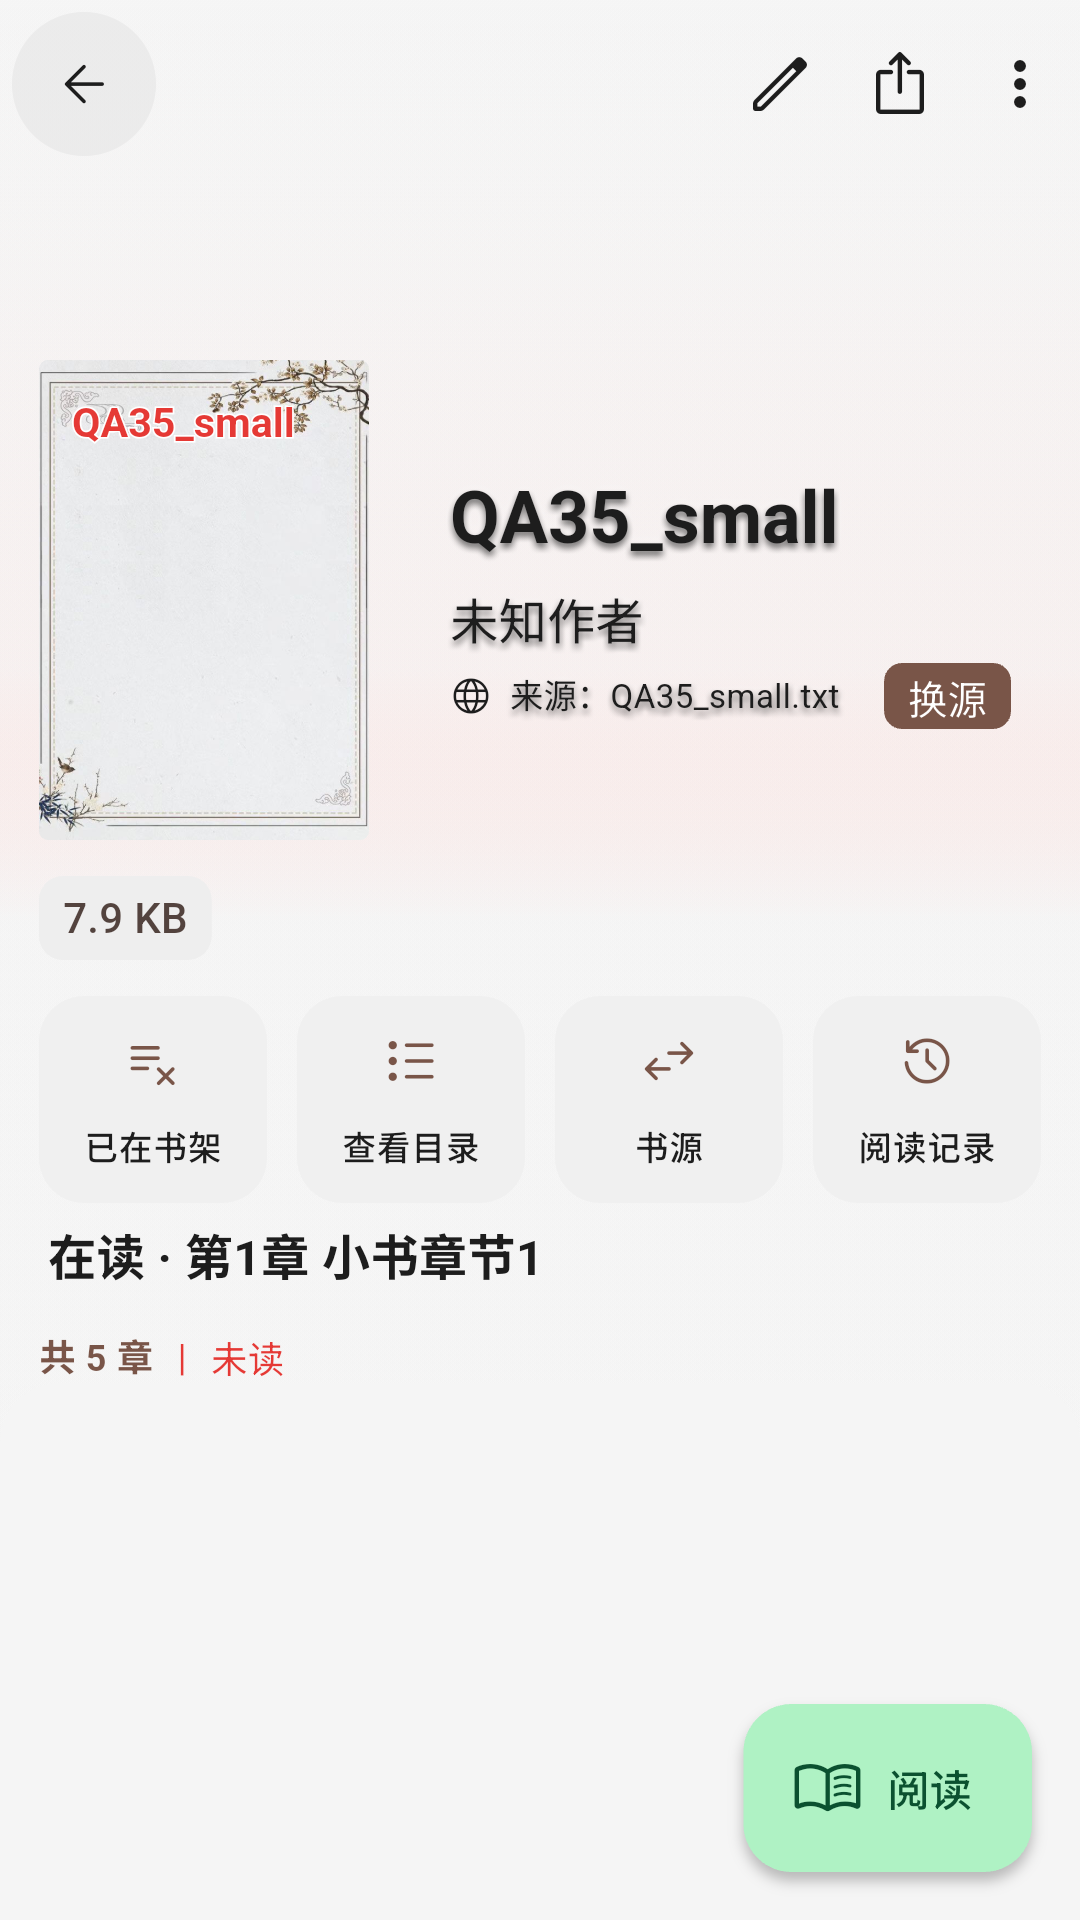 QA35_small
QA35_small
未知作者
来源：QA35_small.txt
换源
7.9 KB
已在书架
查看目录
书源
阅读记录
在读 · 第1章 小书章节1
共 5 章 | 未读
阅读